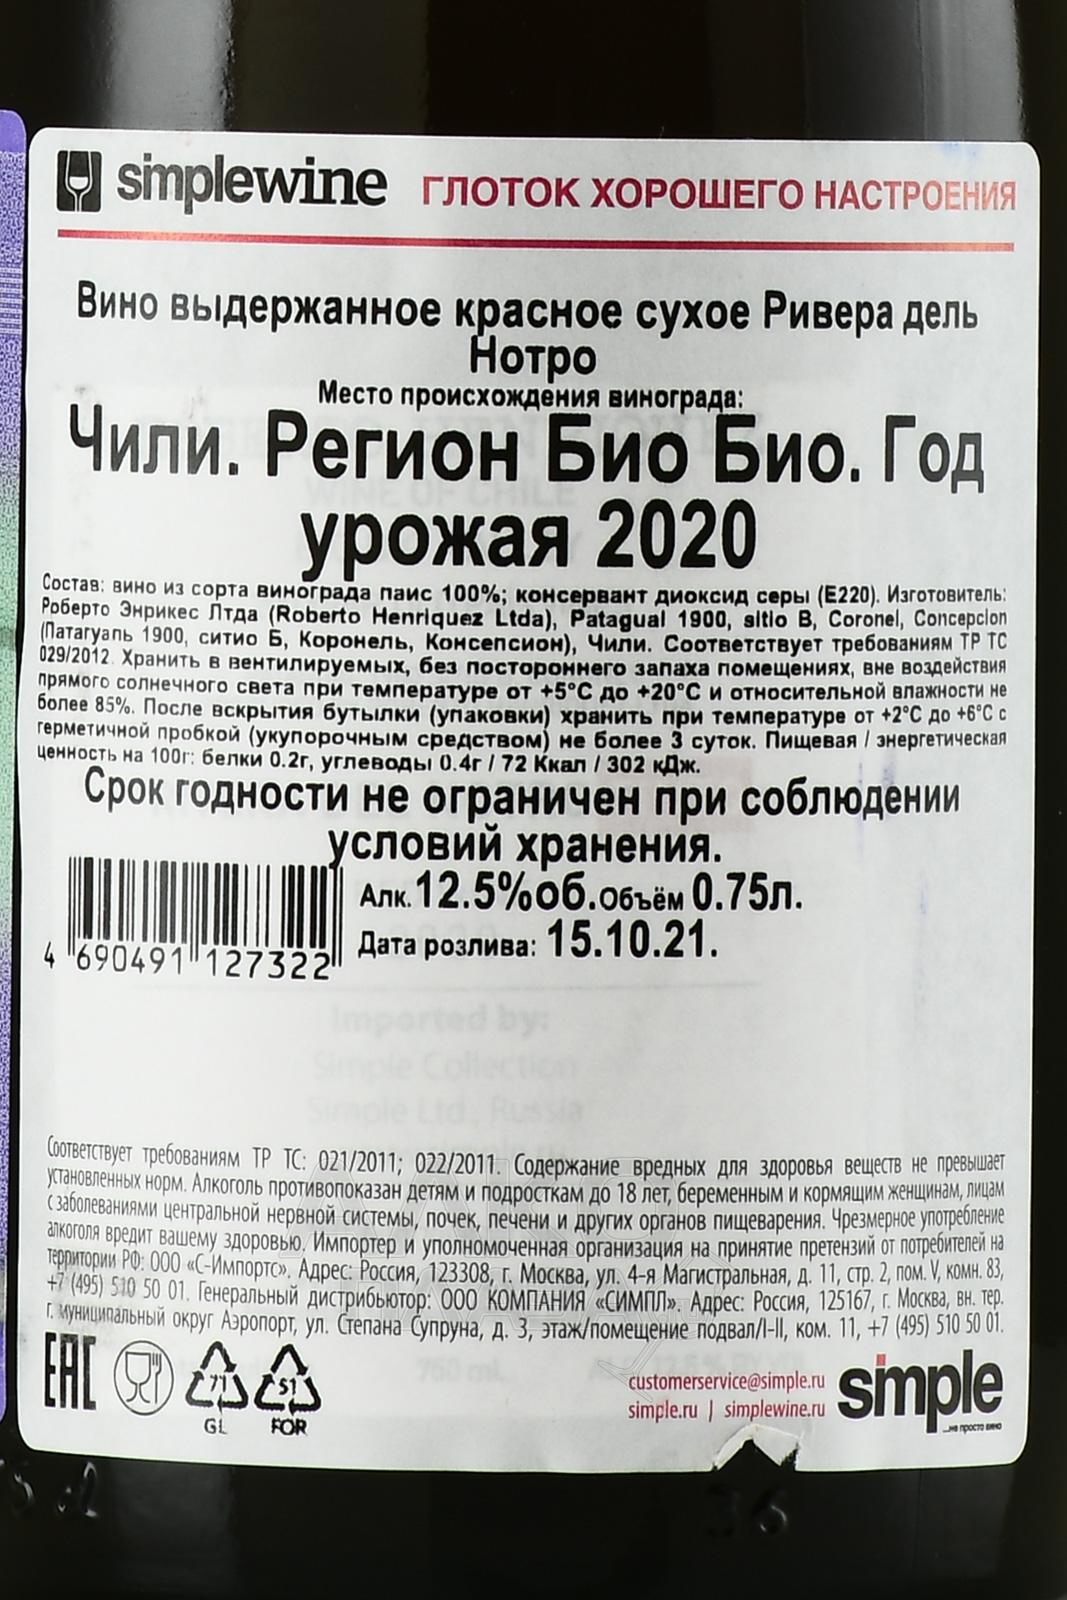 simplewine ГЛОТОК ХОРОШЕГО НАСТРОЕНИЯ
Вино выдержанное красное сухое Ривера дель
Нотро
Место происхождения винограда:
Чили. Регион Био Био. Год
урожая 2020
Состав: вино из сорта винограда паис 100%; консервант диоксид серы (E220). Изготовитель:
Роберто Энрикес Лтда (Roberto Henriquez Ltda), Patagual 1900, sitio B, Coronel, Concepcion
(Патагуаль 1900, ситио Б, Коронель, Консепсион), Чили. Соответствует требованиям ТР ТС
029/2012. Хранить в вентилируемых, без постороннего запаха помещениях, вне воздействия
прямого солнечного света при температуре от +5°С до +20°С и относительной влажности не
более 85%. После вскрытия бутылки (упаковки) хранить при температуре от +2°С до +6°С с
герметичной пробкой (укупорочным средством) не более 3 суток. Пищевая / энергетическая
ценность на 100г: белки 0.2г, углеводы 0.4г / 72 Ккал / 302 кДж.
Срок годности не ограничен при соблюдении
условий хранения.
Алк.12.5%об.Объём 0.75л.
Дата розлива: 15.10.21.
4 690491 127322
Imported by:
Simple Collection
Simple Ltd., Russia
Соответствует требованиям ТР ТС: 021/2011; 022/2011. Содержание вредных для здоровья веществ не превышает
установленных норм. Алкоголь противопоказан детям и подросткам до 18 лет, беременным и кормящим женщинам, лицам
с заболеваниями центральной нервной системы, почек, печени и других органов пищеварения. Чрезмерное употребление
алкоголя вредит вашему здоровью. Импортер и уполномоченная организация на принятие претензий от потребителей на
территории РФ: ООО «С-Импортс». Адрес: Россия, 123308, г. Москва, ул. 4-я Магистральная, д. 11, стр. 2, пом. V, комн. 83,
+7 (495) 510 50 01. Генеральный дистрибьютор: ООО КОМПАНИЯ «СИМПЛ». Адрес: Россия, 125167, г. Москва, вн. тер.
г. муниципальный округ Аэропорт, ул. Степана Супруна, д. 3, этаж/помещение подвал/I-II, ком. 11, +7 (495) 510 50 01.
750 mL
EAC 71 51
GL FOR
customerservice@simple.ru
simple.ru | simplewine.ru
simple
...не просто вино
36